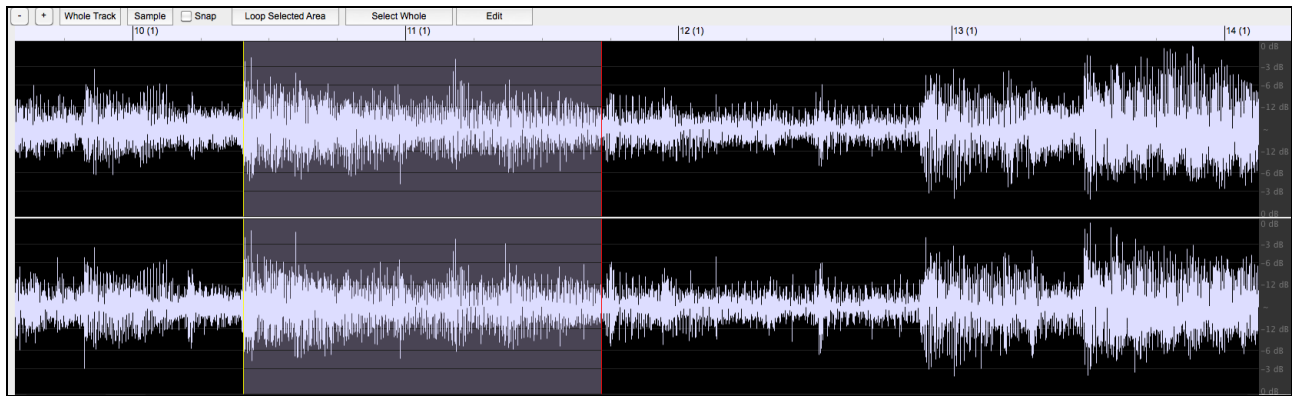 - + Whole Track Sample Snap Loop Selected Area Select Whole Edit
10 (1) 11 (1) 12 (1) 13 (1) 14 (1)
0 dB
-3 dB
-6 dB
-12 dB
-
-12 dB
-6 dB
-3 dB
0 dB
0 dB
-3 dB
-6 dB
-12 dB
-
-12 dB
-6 dB
-3 dB
0 dB